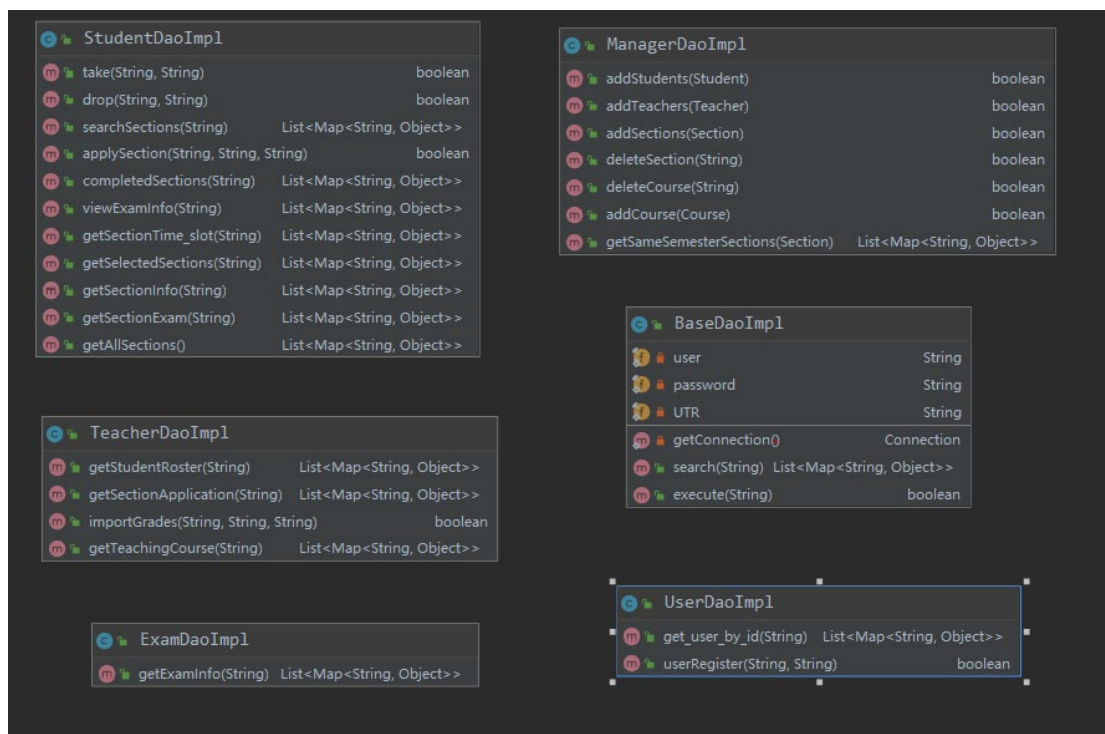 StudentDaoImpl
take(String, String) boolean
drop(String, String) boolean
searchSections(String) List<Map<String, Object>>
applySection(String, String, String) boolean
completedSections(String) List<Map<String, Object>>
viewExamInfo(String) List<Map<String, Object>>
getSectionTime_slot(String) List<Map<String, Object>>
getSelectedSections(String) List<Map<String, Object>>
getSectionInfo(String) List<Map<String, Object>>
getSectionExam(String) List<Map<String, Object>>
getAllSections() List<Map<String, Object>>
ManagerDaoImpl
addStudents(Student) boolean
addTeachers(Teacher) boolean
addSections(Section) boolean
deleteSection(String) boolean
deleteCourse(String) boolean
addCourse(Course) boolean
getSameSemesterSections(Section) List<Map<String, Object>>
BaseDaoImpl
user String
password String
UTR String
getConnection() Connection
search(String) List<Map<String, Object>>
execute(String) boolean
TeacherDaoImpl
getStudentRoster(String) List<Map<String, Object>>
getSectionApplication(String) List<Map<String, Object>>
importGrades(String, String, String) boolean
getTeachingCourse(String) List<Map<String, Object>>
ExamDaoImpl
getExamInfo(String) List<Map<String, Object>>
UserDaoImpl
get_user_by_id(String) List<Map<String, Object>>
userRegister(String, String) boolean